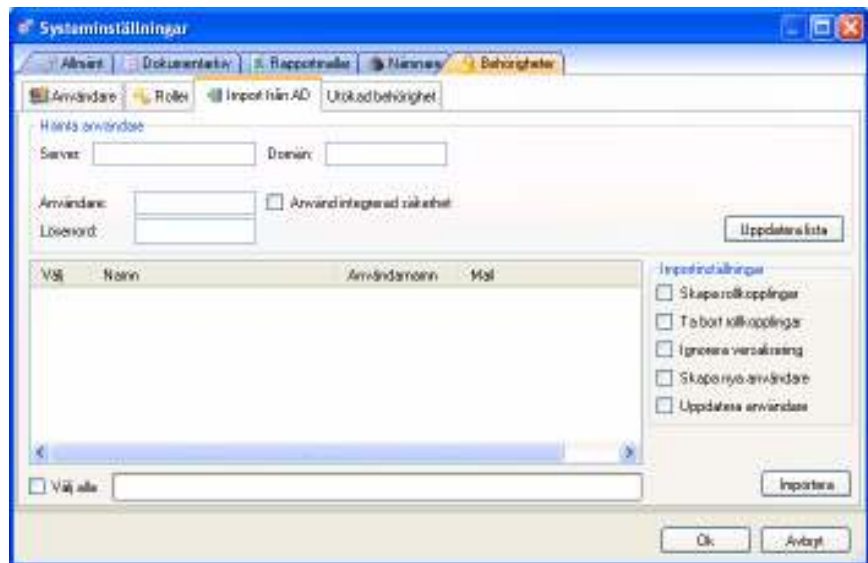 Systeminställningar
Allmänt Dokumentarkiv Rapportmallar Behörigheter
Användare Roller Import från AD Utökad behörighet
Hämta användare
Server: Domän:
Användare: Använd integrerad säkerhet
Lösenord:
Uppdatera lista
Välj Namn Användarnamn Mail
Importinställningar
Skapa rollkopplingar
Ta bort rollkopplingar
Ignorera versalisering
Skapa nya användare
Uppdatera användare
Välj alla
Importera
Ok Avbryt